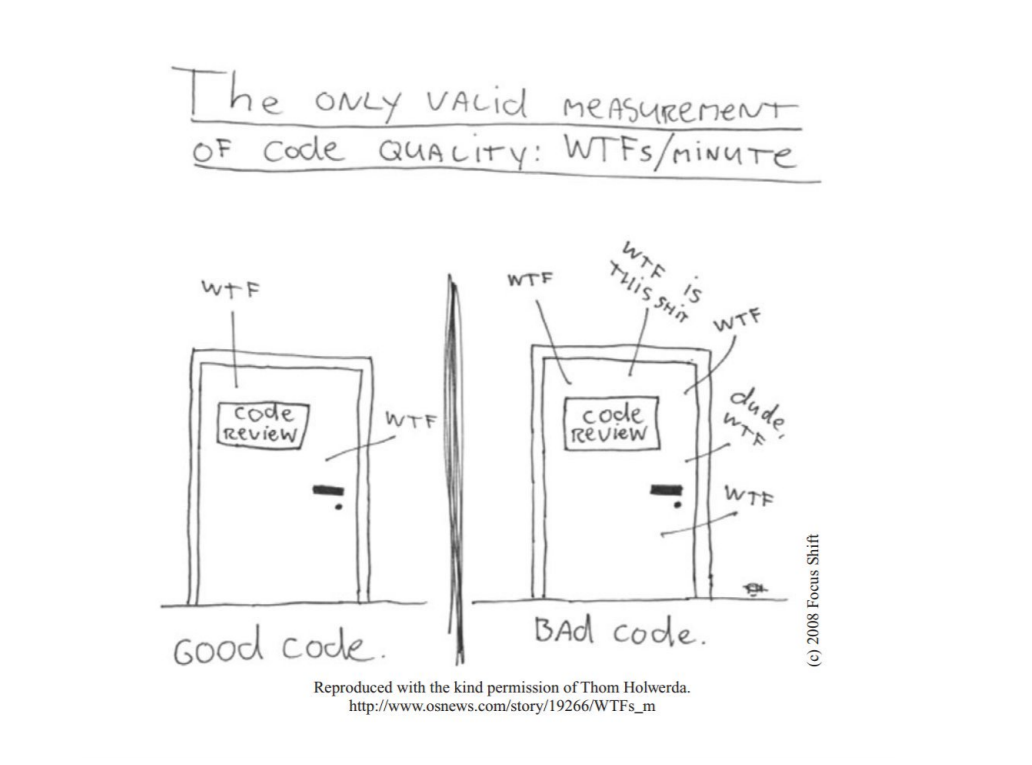 The ONLY VALID MEASUREMENT
OF Code QUALITY: WTFs/MINUTE
WTF
Code
REVIEW
WTF
GOOD CODE.
WTF
WTF IS
THIS SHIT
WTF
Code
REVIEW
dude,
WTF
WTF
BAd Code.
(c) 2008 Focus Shift
Reproduced with the kind permission of Thom Holwerda.
http://www.osnews.com/story/19266/WTFs_m